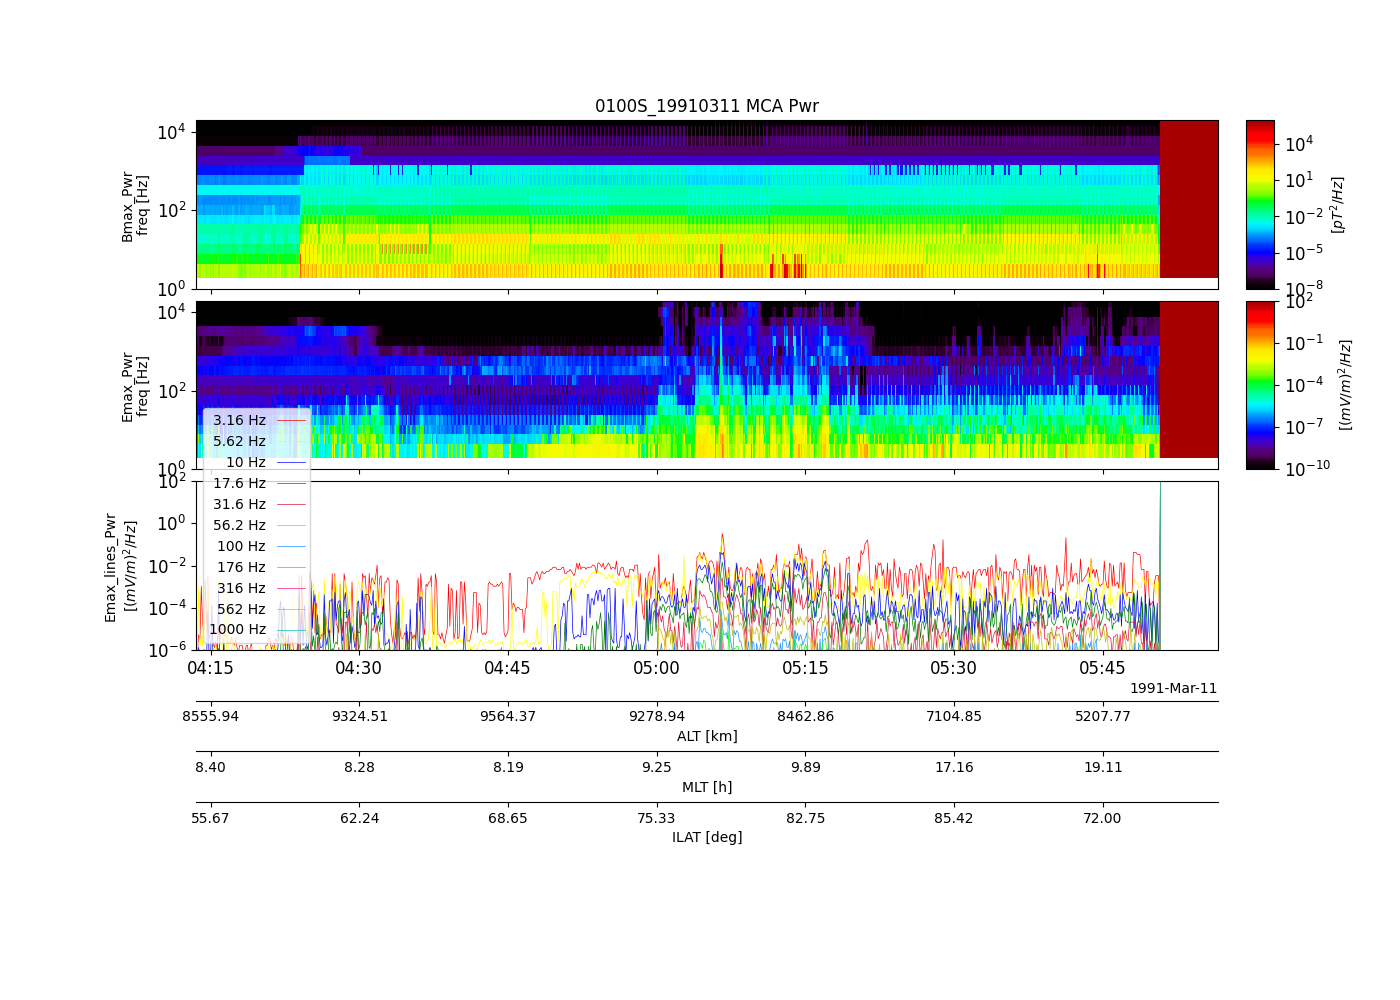 0100S_19910311 MCA Pwr
10^4
10^2
10^0
Bmax_Pwr
freq [Hz]
10^4
10^1
10^-2
10^-5
10^-8
[pT^2/Hz]
10^4
10^2
10^0
Emax_Pwr
freq [Hz]
10^2
10^-1
10^-4
10^-7
10^-10
[(mV/m)^2/Hz]
3.16 Hz
5.62 Hz
10 Hz
17.6 Hz
31.6 Hz
56.2 Hz
100 Hz
176 Hz
316 Hz
562 Hz
1000 Hz
10^2
10^0
10^-2
10^-4
10^-6
Emax_lines_Pwr
[(mV/m)^2/Hz]
04:15 04:30 04:45 05:00 05:15 05:30 05:45
1991-Mar-11
8555.94 9324.51 9564.37 9278.94 8462.86 7104.85 5207.77
ALT [km]
8.40 8.28 8.19 9.25 9.89 17.16 19.11
MLT [h]
55.67 62.24 68.65 75.33 82.75 85.42 72.00
ILAT [deg]